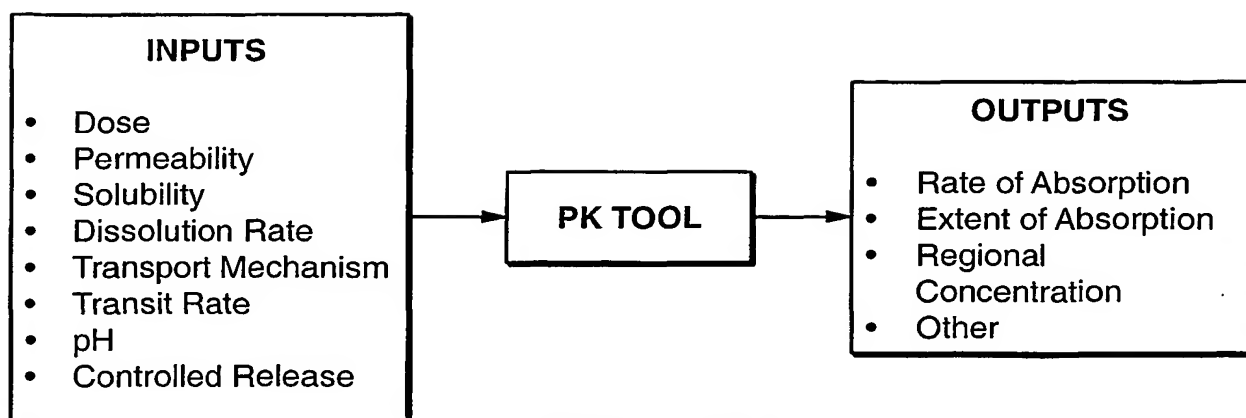 INPUTS
• Dose
• Permeability
• Solubility
• Dissolution Rate
• Transport Mechanism
• Transit Rate
• pH
• Controlled Release
PK TOOL
OUTPUTS
• Rate of Absorption
• Extent of Absorption
• Regional
Concentration
• Other